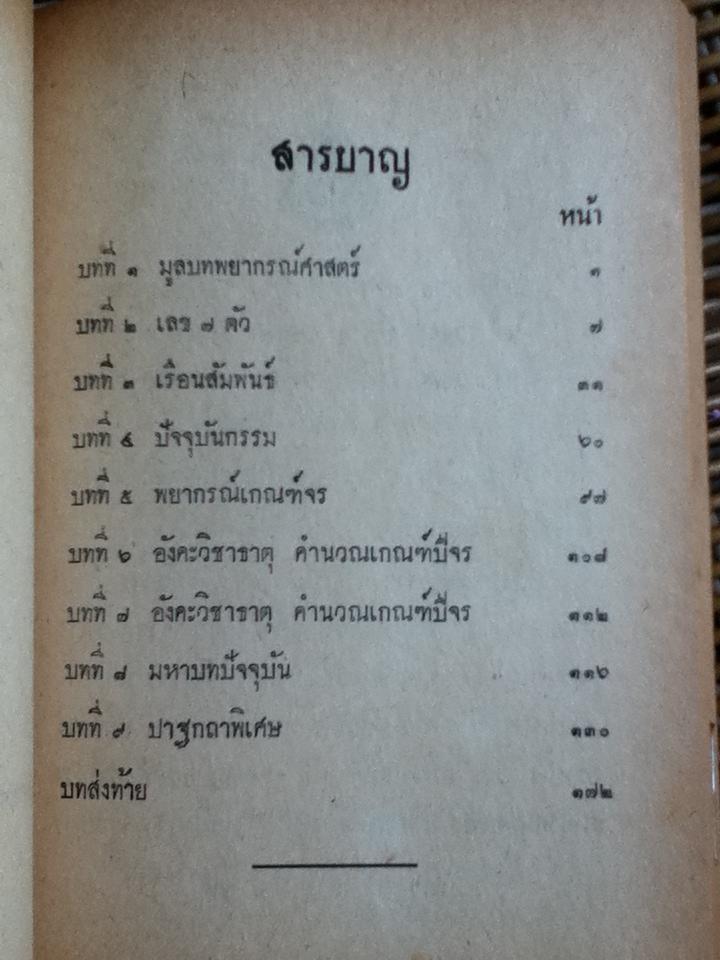 สารบาญ
หน้า
บทที่ ๑ มูลบทพยากรณ์ศาสตร์ ๑
บทที่ ๒ เลข ๗ ตัว ๗
บทที่ ๓ เรือนสัมพันธ์ ๓๑
บทที่ ๔ ปัจจุบันกรรม ๖๐
บทที่ ๕ พยากรณ์เกณฑ์จร ๙๗
บทที่ ๖ อังคะวิชาธาตุ คำนวณเกณฑ์ปีจร ๑๐๘
บทที่ ๗ อังคะวิชาธาตุ คำนวณเกณฑ์ปีจร ๑๑๒
บทที่ ๘ มหาบทปัจจุบัน ๑๑๖
บทที่ ๙ ปาฐกถาพิเศษ ๑๓๐
บทส่งท้าย ๑๗๒